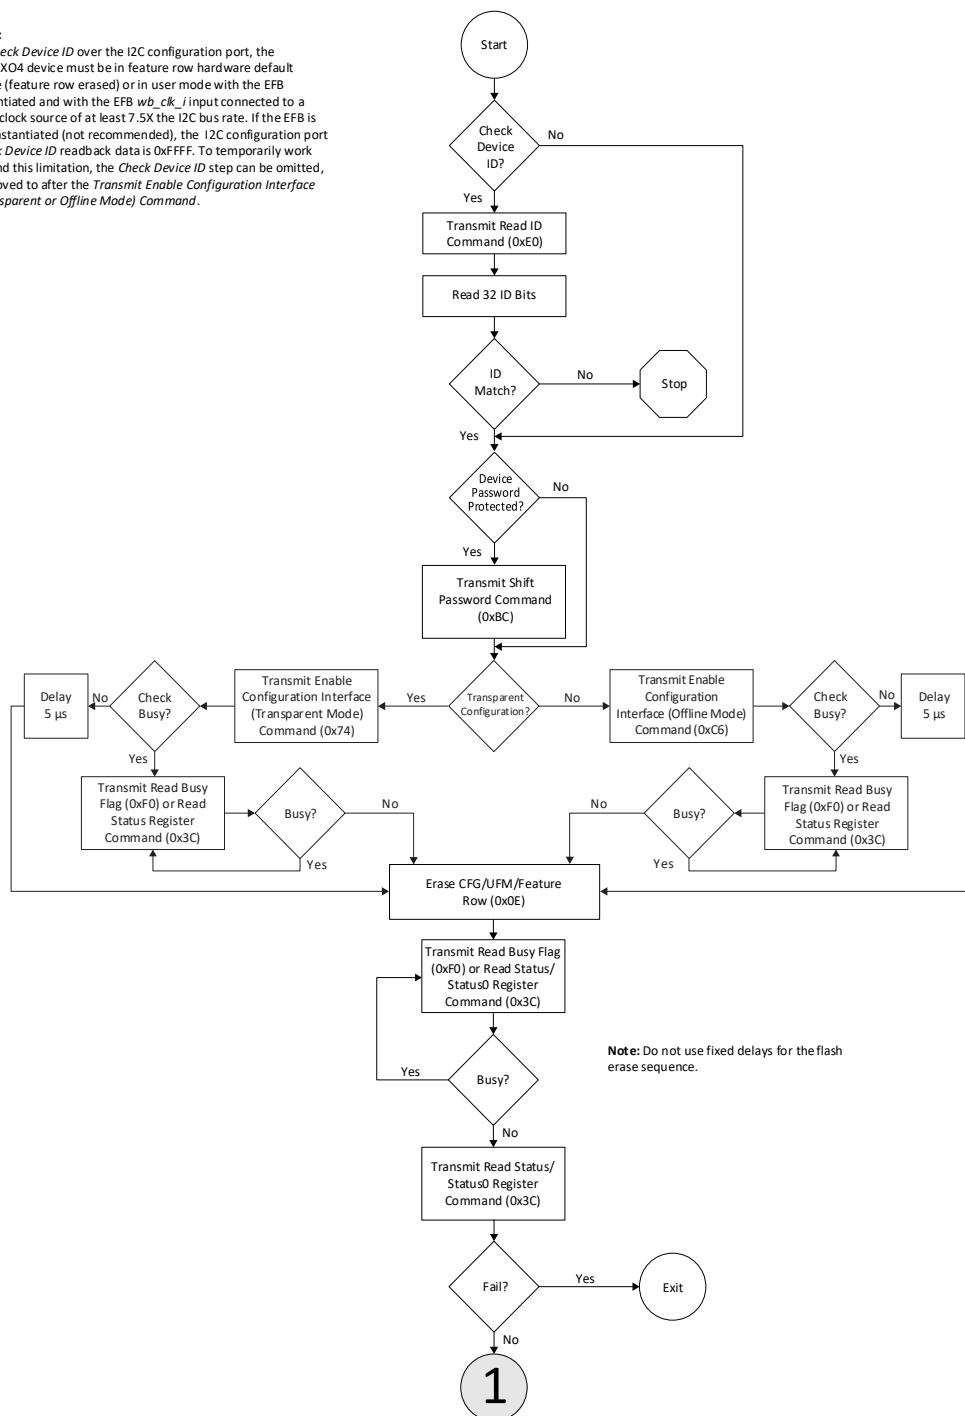 :
eck Device ID over the I2C configuration port, the
XO4 device must be in feature row hardware default
e (feature row erased) or in user mode with the EFB
ntiated and with the EFB wb_clk_i input connected to a
clock source of at least 7.5X the I2C bus rate. If the EFB is
nstantiated (not recommended), the I2C configuration port
k Device ID readback data is 0xFFFF. To temporarily work
nd this limitation, the Check Device ID step can be omitted,
oved to after the Transmit Enable Configuration Interface
sparent or Offline Mode) Command.
Start
Check
Device
ID?
No
Yes
Transmit Read ID
Command (0xE0)
Read 32 ID Bits
ID
Match?
No
Stop
Yes
Device
Password
Protected?
No
Yes
Transmit Shift
Password Command
(0xBC)
Delay
5 µs
No
Check
Busy?
Transmit Enable
Configuration Interface
(Transparent Mode)
Command (0x74)
Yes
Transparent
Configuration?
No
Transmit Enable
Configuration
Interface (Offline Mode)
Command (0xC6)
Check
Busy?
No
Delay
5 µs
Yes
Yes
Transmit Read Busy
Flag (0xF0) or Read
Status Register
Command (0x3C)
Busy?
No
Yes
No
Busy?
Yes
Transmit Read Busy
Flag (0xF0) or Read
Status Register
Command (0x3C)
Erase CFG/UFM/Feature
Row (0x0E)
Transmit Read Busy Flag
(0xF0) or Read Status/
Status0 Register
Command (0x3C)
Yes
Busy?
Note: Do not use fixed delays for the flash
erase sequence.
No
Transmit Read Status/
Status0 Register
Command (0x3C)
Fail?
Yes
Exit
No
1